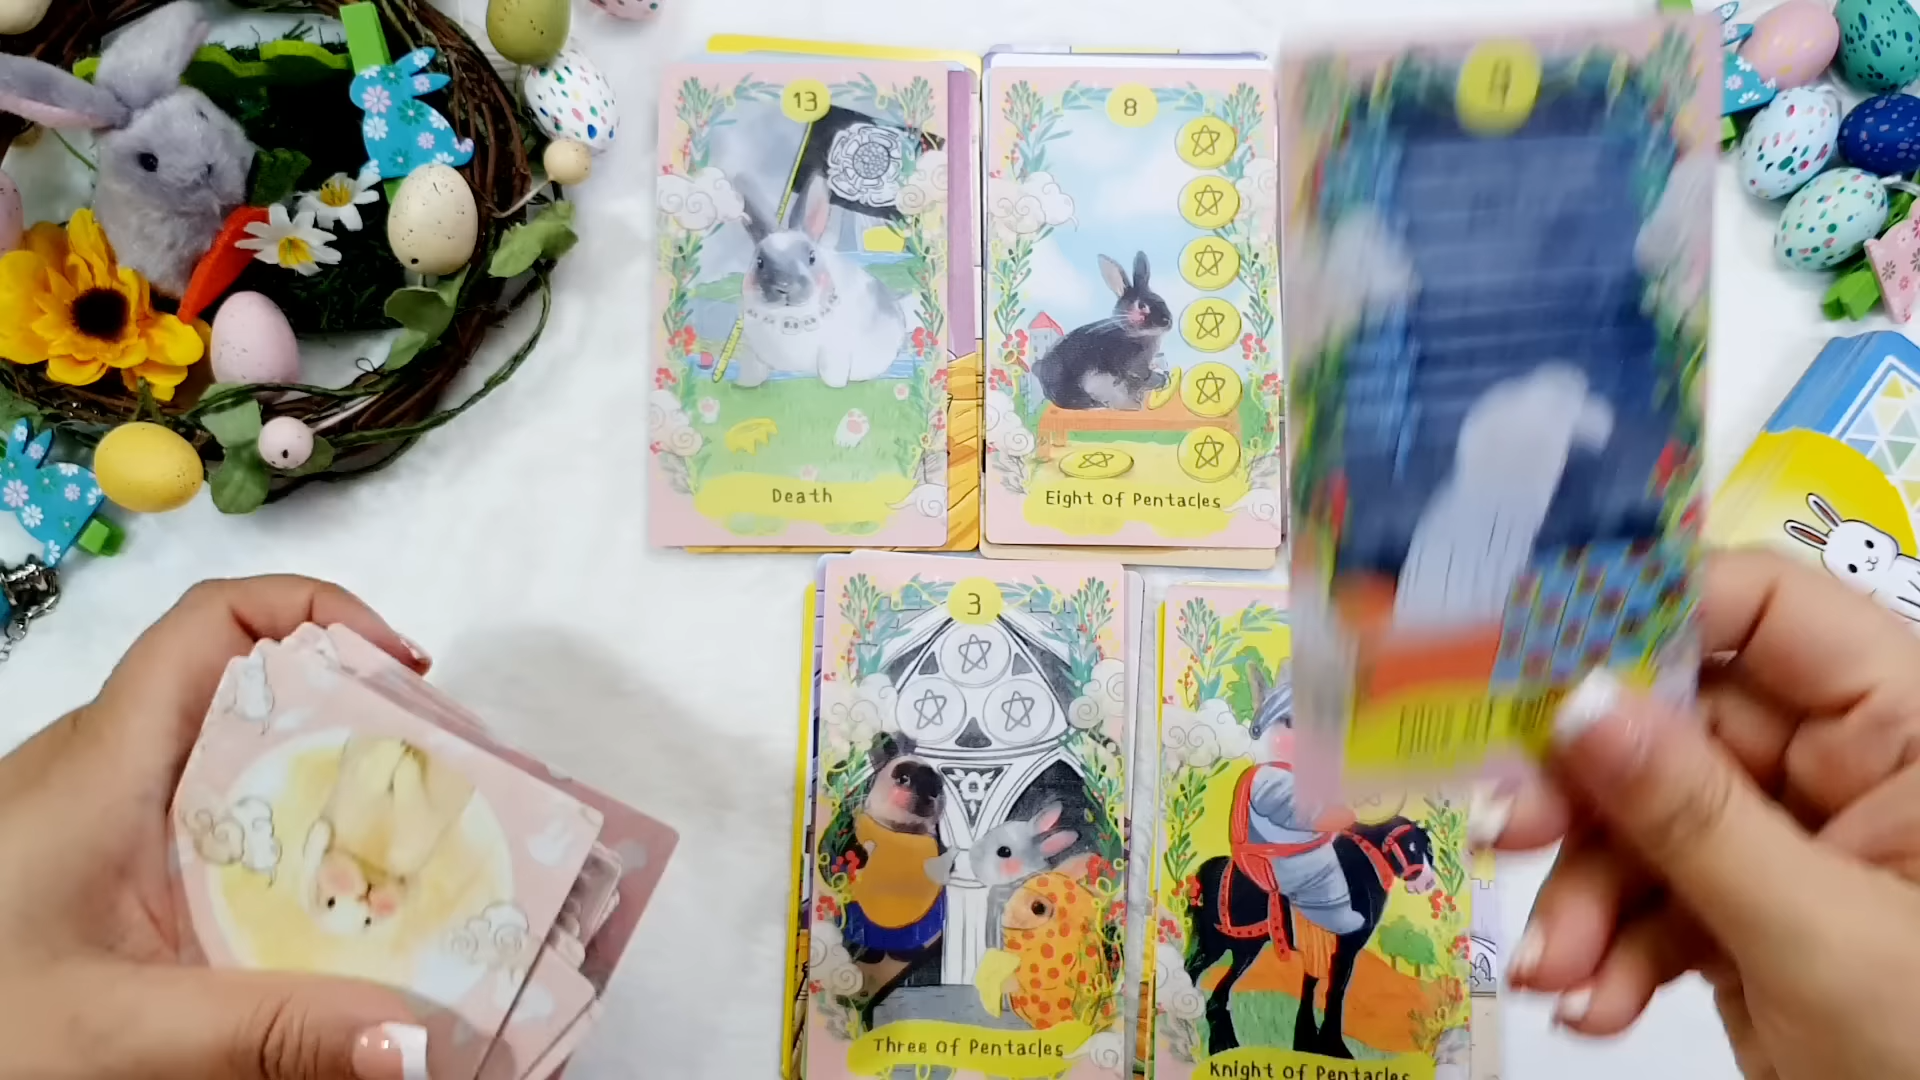 13
8
Death
Eight of Pentacles
3
Three of Pentacles
Knight of Pentacles